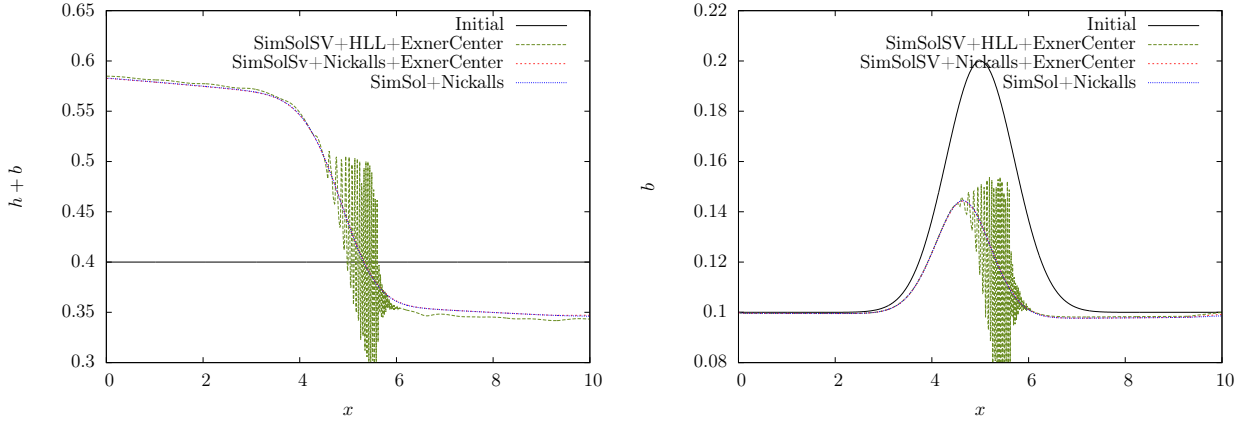 0.65
0.6
0.55
0.5
0.45
0.4
0.35
0.3
0 2 4 6 8 10
h + b
x
Initial
SimSolSV+HLL+ExnerCenter
SimSolSv+Nickalls+ExnerCenter
SimSol+Nickalls
0.22
0.2
0.18
0.16
0.14
0.12
0.1
0.08
0 2 4 6 8 10
b
x
Initial
SimSolSV+HLL+ExnerCenter
SimSolSV+Nickalls+ExnerCenter
SimSol+Nickalls